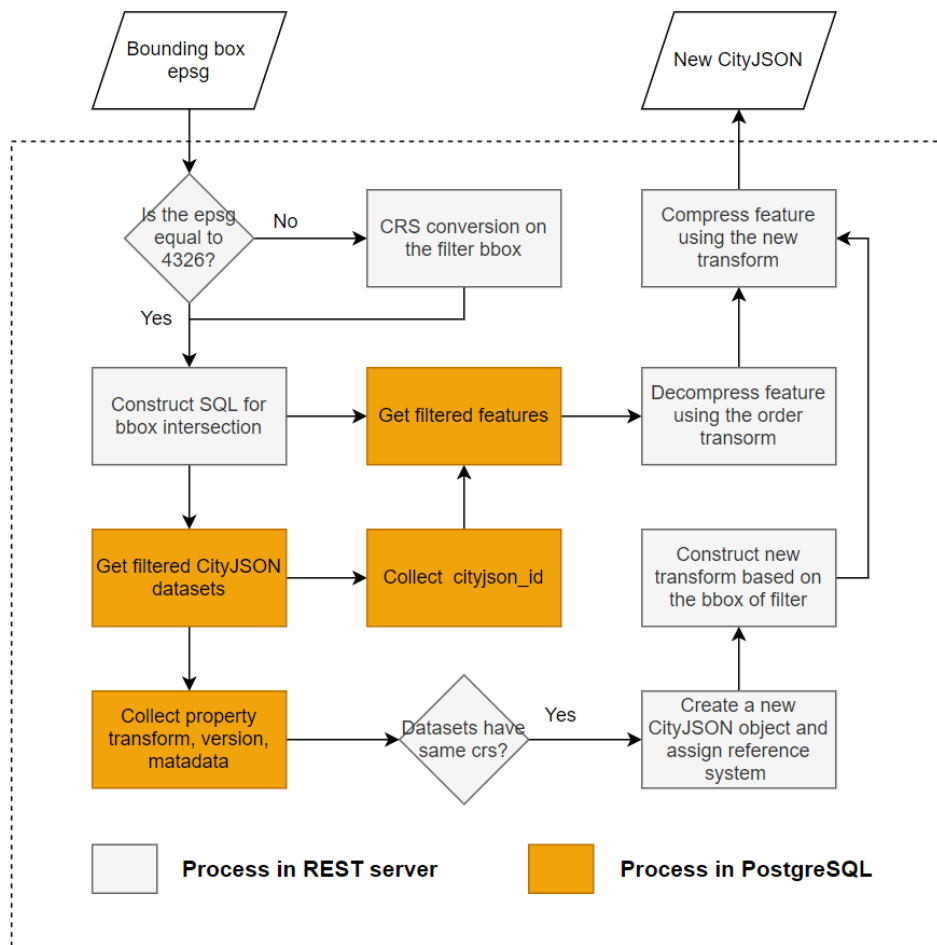 Bounding box
epsg
New CityJSON
Is the epsg
equal to
4326?
No
CRS conversion on
the filter bbox
Compress feature
using the new
transform
Yes
Construct SQL for
bbox intersection
Get filtered features
Decompress feature
using the order
transorm
Get filtered CityJSON
datasets
Collect cityjson_id
Construct new
transform based on
the bbox of filter
Collect property
transform, version,
matadata
Datasets have
same crs?
Yes
Create a new
CityJSON object and
assign reference
system
Process in REST server
Process in PostgreSQL